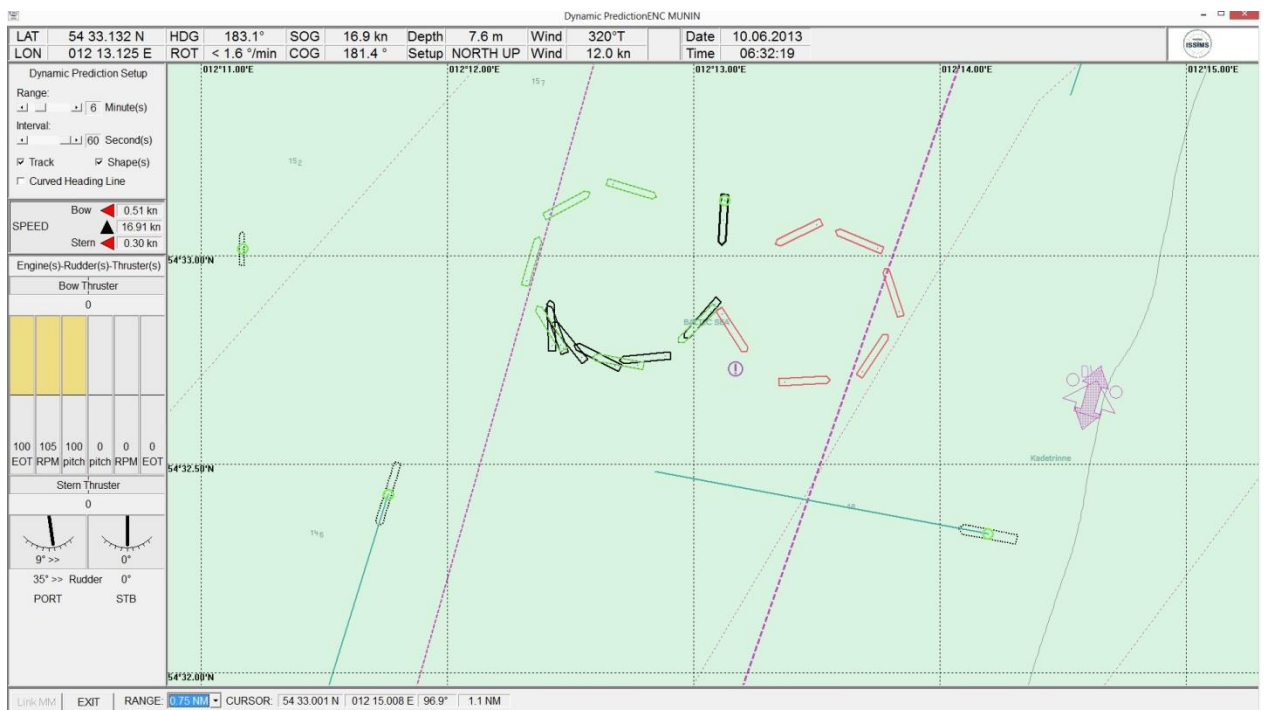 Dynamic PredictionENC MUNIN
LAT 54 33.132 N HDG 183.1° SOG 16.9 kn Depth 7.6 m Wind 320°T Date 10.06.2013
LON 012 13.125 E ROT < 1.6 °/min COG 181.4 ° Setup NORTH UP Wind 12.0 kn Time 06:32:19
ISSIMS
Dynamic Prediction Setup
Range:
6 Minute(s)
Interval:
60 Second(s)
Track Shape(s)
Curved Heading Line
Bow 0.51 kn
SPEED 16.91 kn
Stern 0.30 kn
Engine(s)-Rudder(s)-Thruster(s)
Bow Thruster
0
100 105 100 0 0 0
EOT RPM pitch pitch RPM EOT
Stern Thruster
0
9° >> 0°
35° >> Rudder 0°
PORT STB
012°11.00'E 012°12.00'E 012°13.00'E 012°14.00'E 012°15.00'E
15 7
15 2
54°33.00'N
54°32.50'N
Kadetrinne
54°32.00'N
Link MM EXIT RANGE: 0.75 NM CURSOR: 54 33.001 N 012 15.008 E 96.9° 1.1 NM